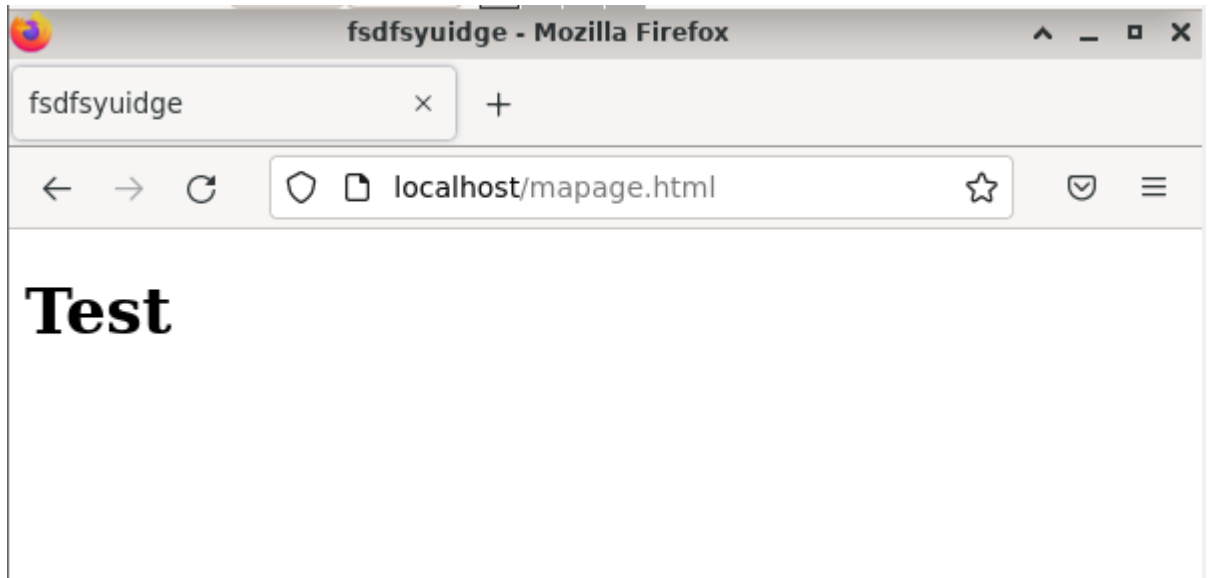 fsdfsyuidge - Mozilla Firefox
fsdfsyuidge
localhost/mapage.html
Test